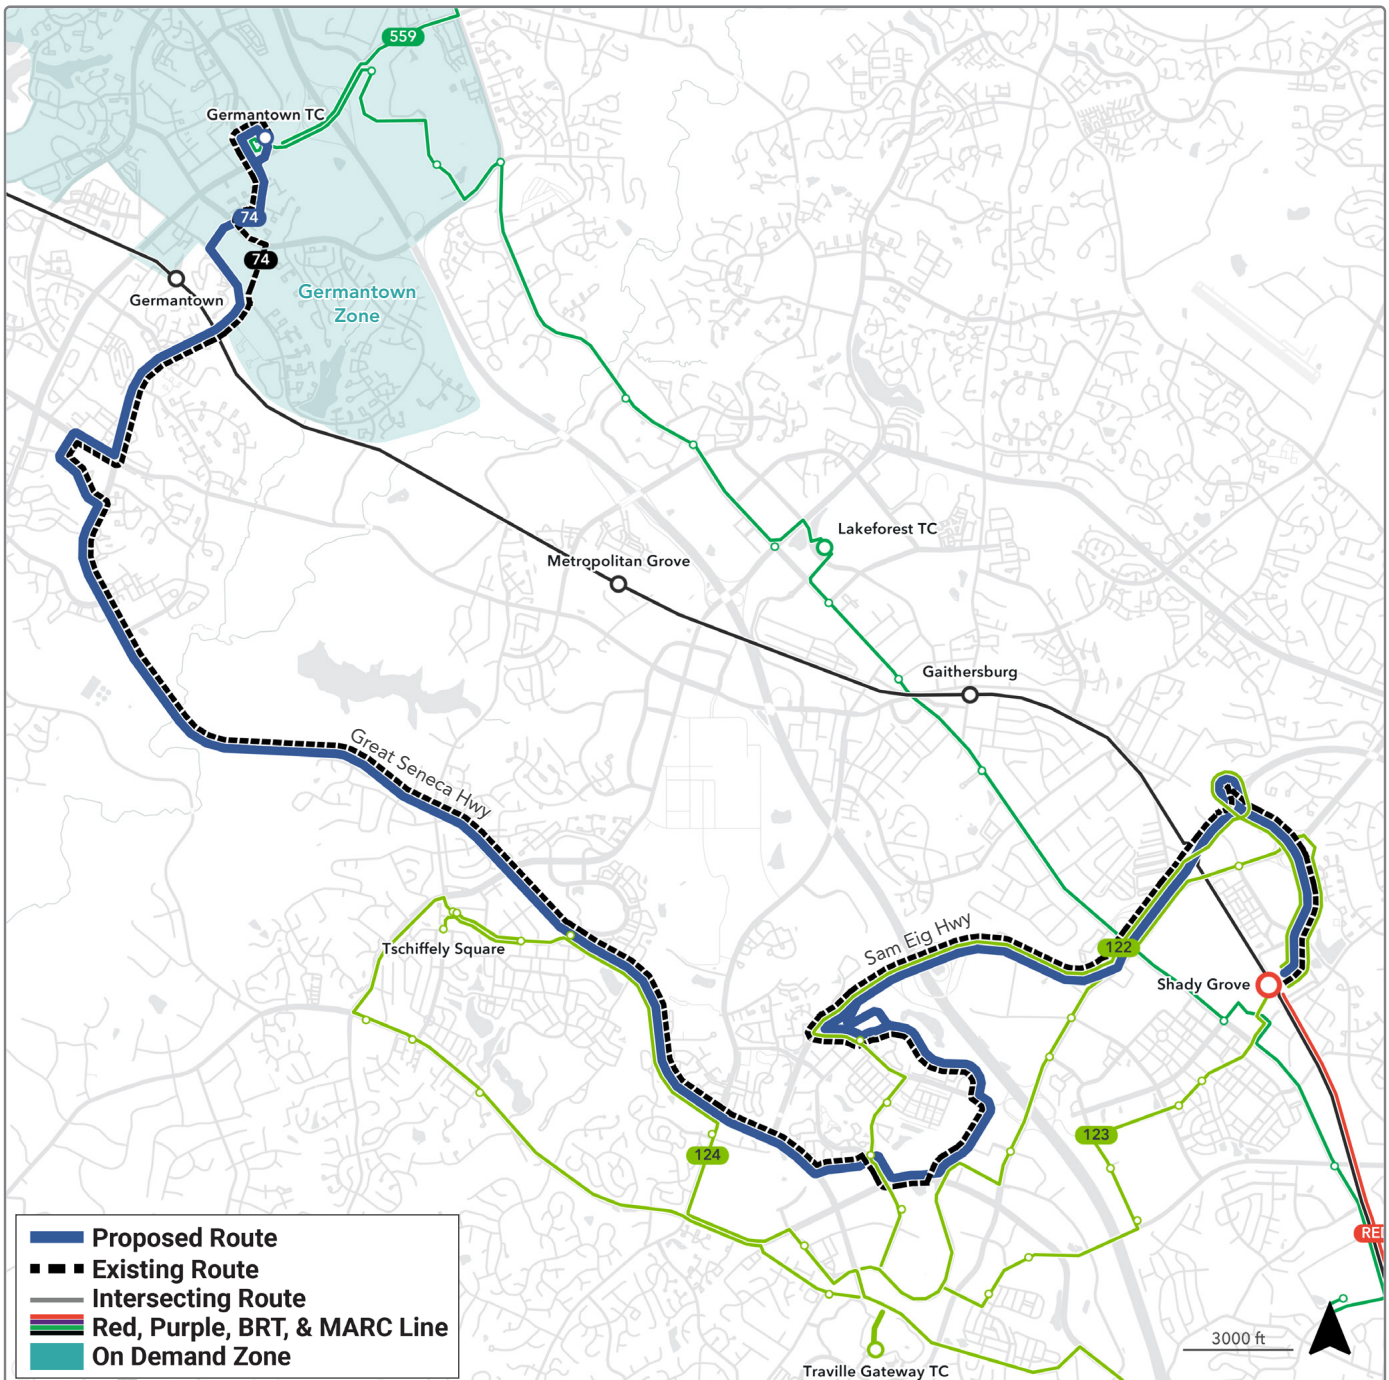 559
Germantown TC
74
74
Germantown
Zone
Germantown
Lakeforest TC
Metropolitan Grove
Gaithersburg
Great Seneca Hwy
Sam Eig Hwy
122
Tschiffely Square
Shady Grove
123
124
RE
Proposed Route
Existing Route
Intersecting Route
Red, Purple, BRT, & MARC Line
On Demand Zone
3000 ft
Traville Gateway TC